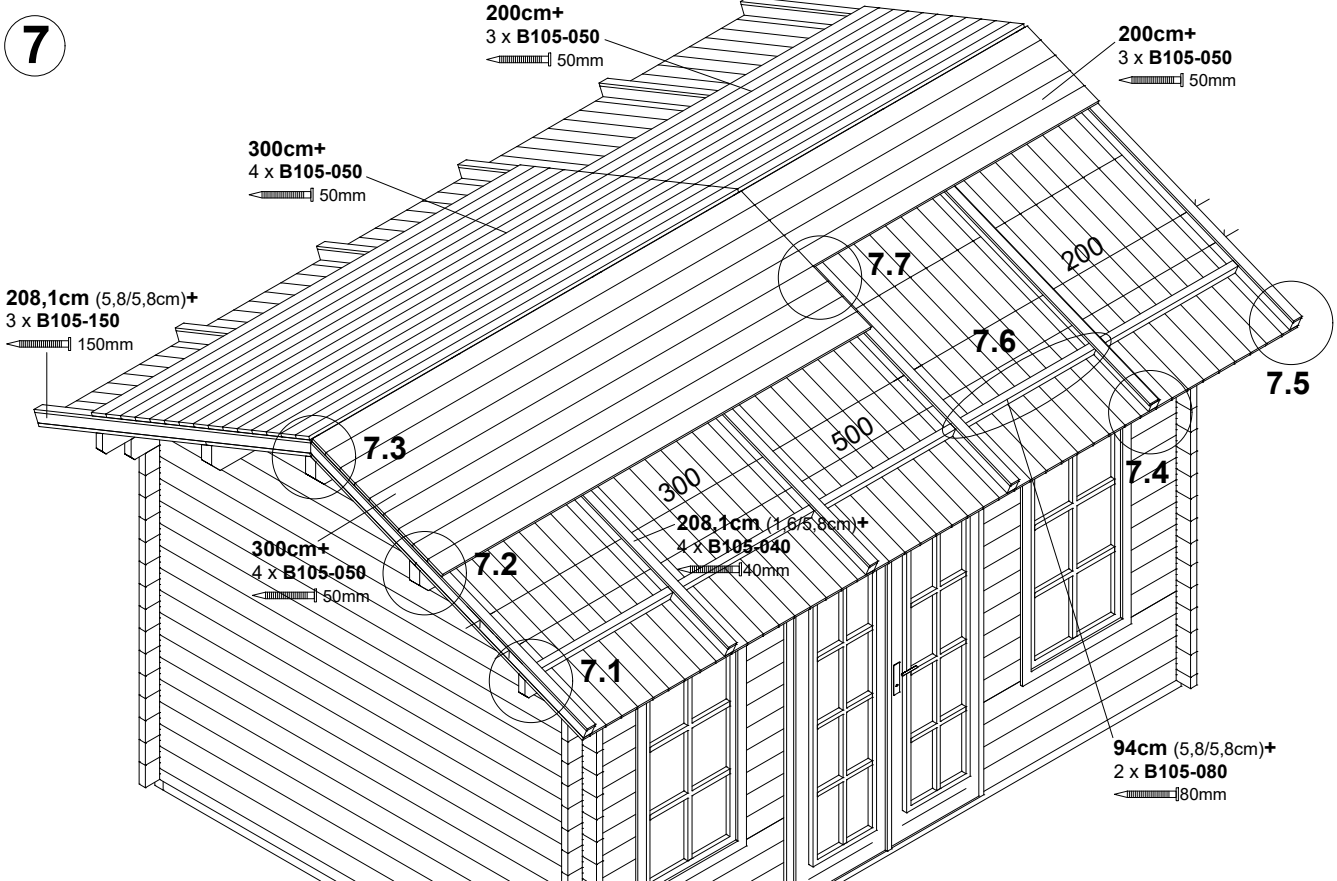 7
200cm+
3 x B105-050
50mm
200cm+
3 x B105-050
50mm
300cm+
4 x B105-050
50mm
208,1cm (5,8/5,8cm)+
3 x B105-150
150mm
7.7
200
7.6
7.5
7.3
500
7.4
300
208,1cm (1,6/5,8cm)+
4 x B105-040
40mm
300cm+
4 x B105-050
50mm
7.2
7.1
94cm (5,8/5,8cm)+
2 x B105-080
80mm